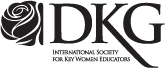 DKG
INTERNATIONAL SOCIETY
FOR KEY WOMEN EDUCATORS